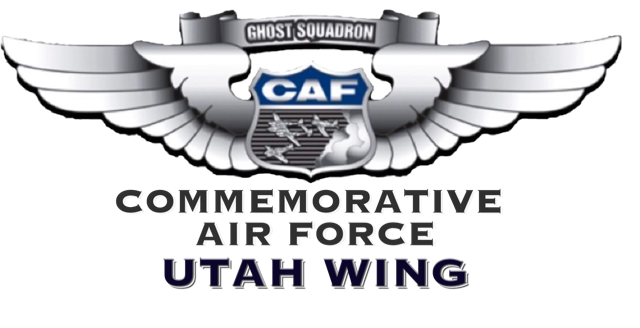 GHOST SQUADRON
CAF
COMMEMORATIVE
AIR FORCE
UTAH WING